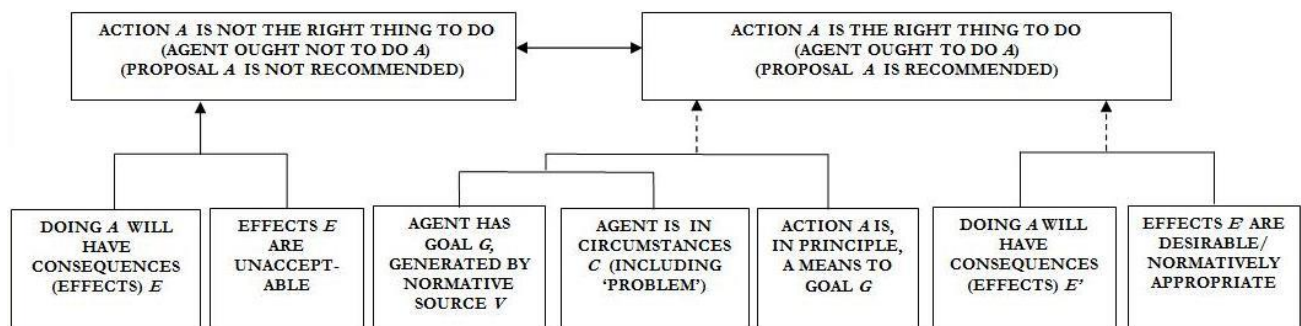 ACTION A IS NOT THE RIGHT THING TO DO
(AGENT OUGHT NOT TO DO A)
(PROPOSAL A IS NOT RECOMMENDED)
ACTION A IS THE RIGHT THING TO DO
(AGENT OUGHT TO DO A)
(PROPOSAL A IS RECOMMENDED)
DOING A WILL
HAVE
CONSEQUENCES
(EFFECTS) E
EFFECTS E
ARE
UNACCEPT-
ABLE
AGENT HAS
GOAL G,
GENERATED BY
NORMATIVE
SOURCE V
AGENT IS IN
CIRCUMSTANCES
C (INCLUDING
‘PROBLEM’)
ACTION A IS,
IN PRINCIPLE,
A MEANS TO
GOAL G
DOING A WILL
HAVE
CONSEQUENCES
(EFFECTS) E’
EFFECTS E’ ARE
DESIRABLE/
NORMATIVELY
APPROPRIATE